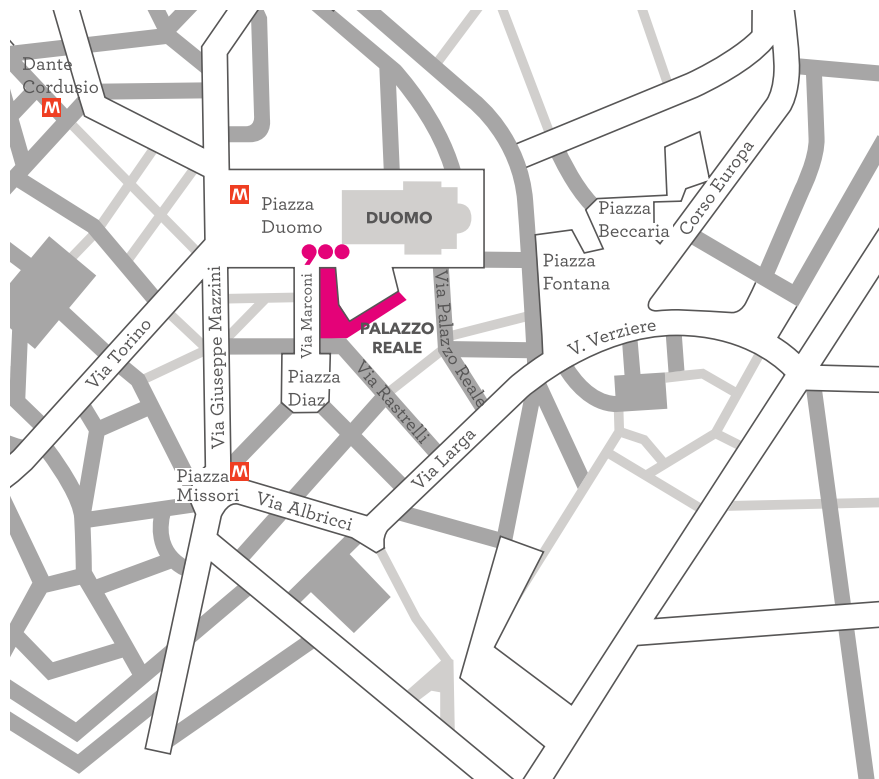 Dante
Cordusio
M
M
Piazza
Duomo
DUOMO
'900
Piazza
Beccaria
Corso Europa
Piazza
Fontana
Via Torino
Via Giuseppe Mazzini
Via Marconi
PALAZZO
REALE
Via Palazzo Reale
V. Verziere
Piazza
Diaz
Via Rastrelli
Via Larga
Piazza
Missori
M
Via Albricci